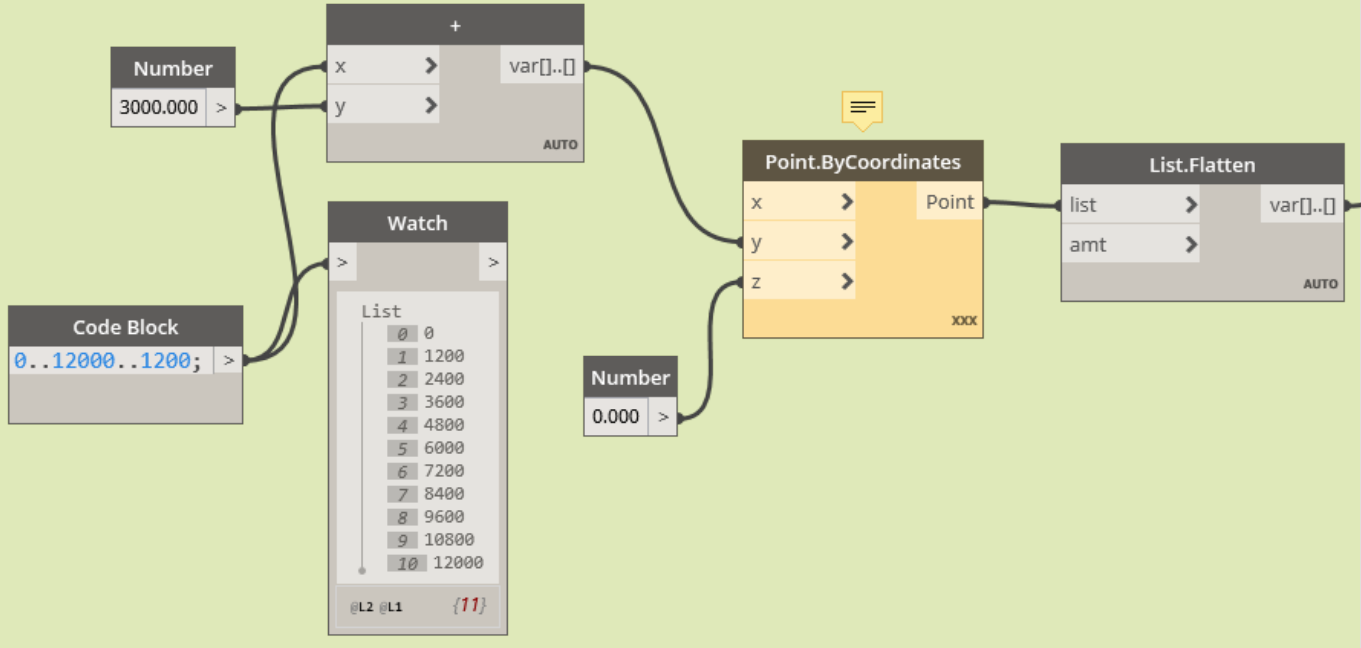 Number
3000.000 >
+
x >
y >
var[]..[]
AUTO
Code Block
0..12000..1200; >
Watch
> >
List
0 0
1 1200
2 2400
3 3600
4 4800
5 6000
6 7200
7 8400
8 9600
9 10800
10 12000
@L2 @L1 {11}
Number
0.000 >
Point.ByCoordinates
x > Point
y >
z >
XXX
List.Flatten
list > var[]..[]
amt >
AUTO